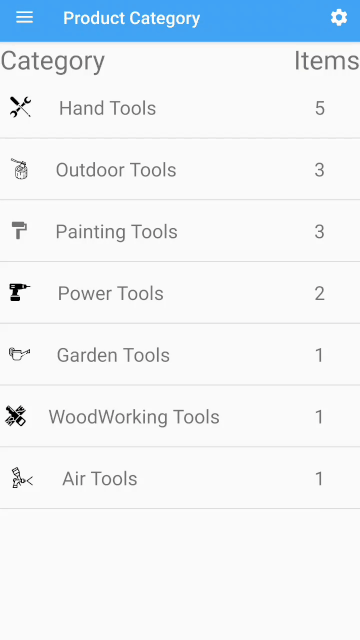 Product Category
Category Items
Hand Tools 5
Outdoor Tools 3
Painting Tools 3
Power Tools 2
Garden Tools 1
WoodWorking Tools 1
Air Tools 1